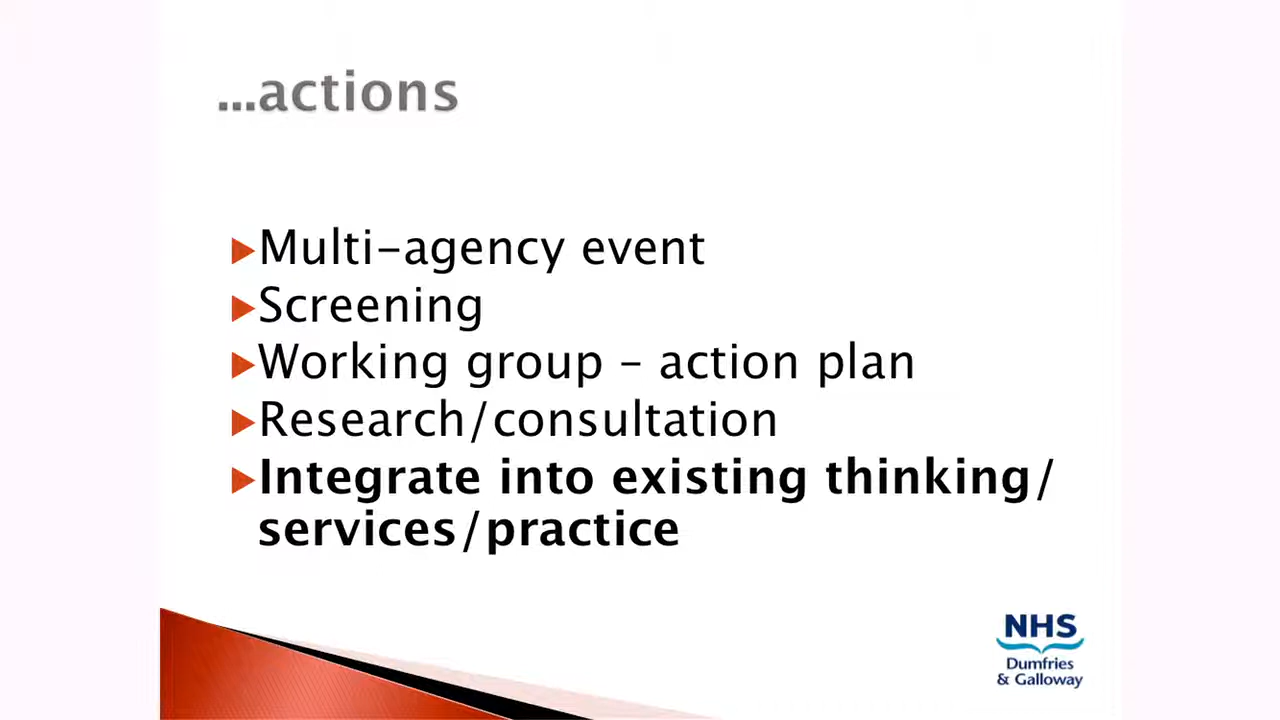 ...actions
Multi-agency event
Screening
Working group – action plan
Research/consultation
Integrate into existing thinking/
services/practice
NHS
Dumfries
& Galloway